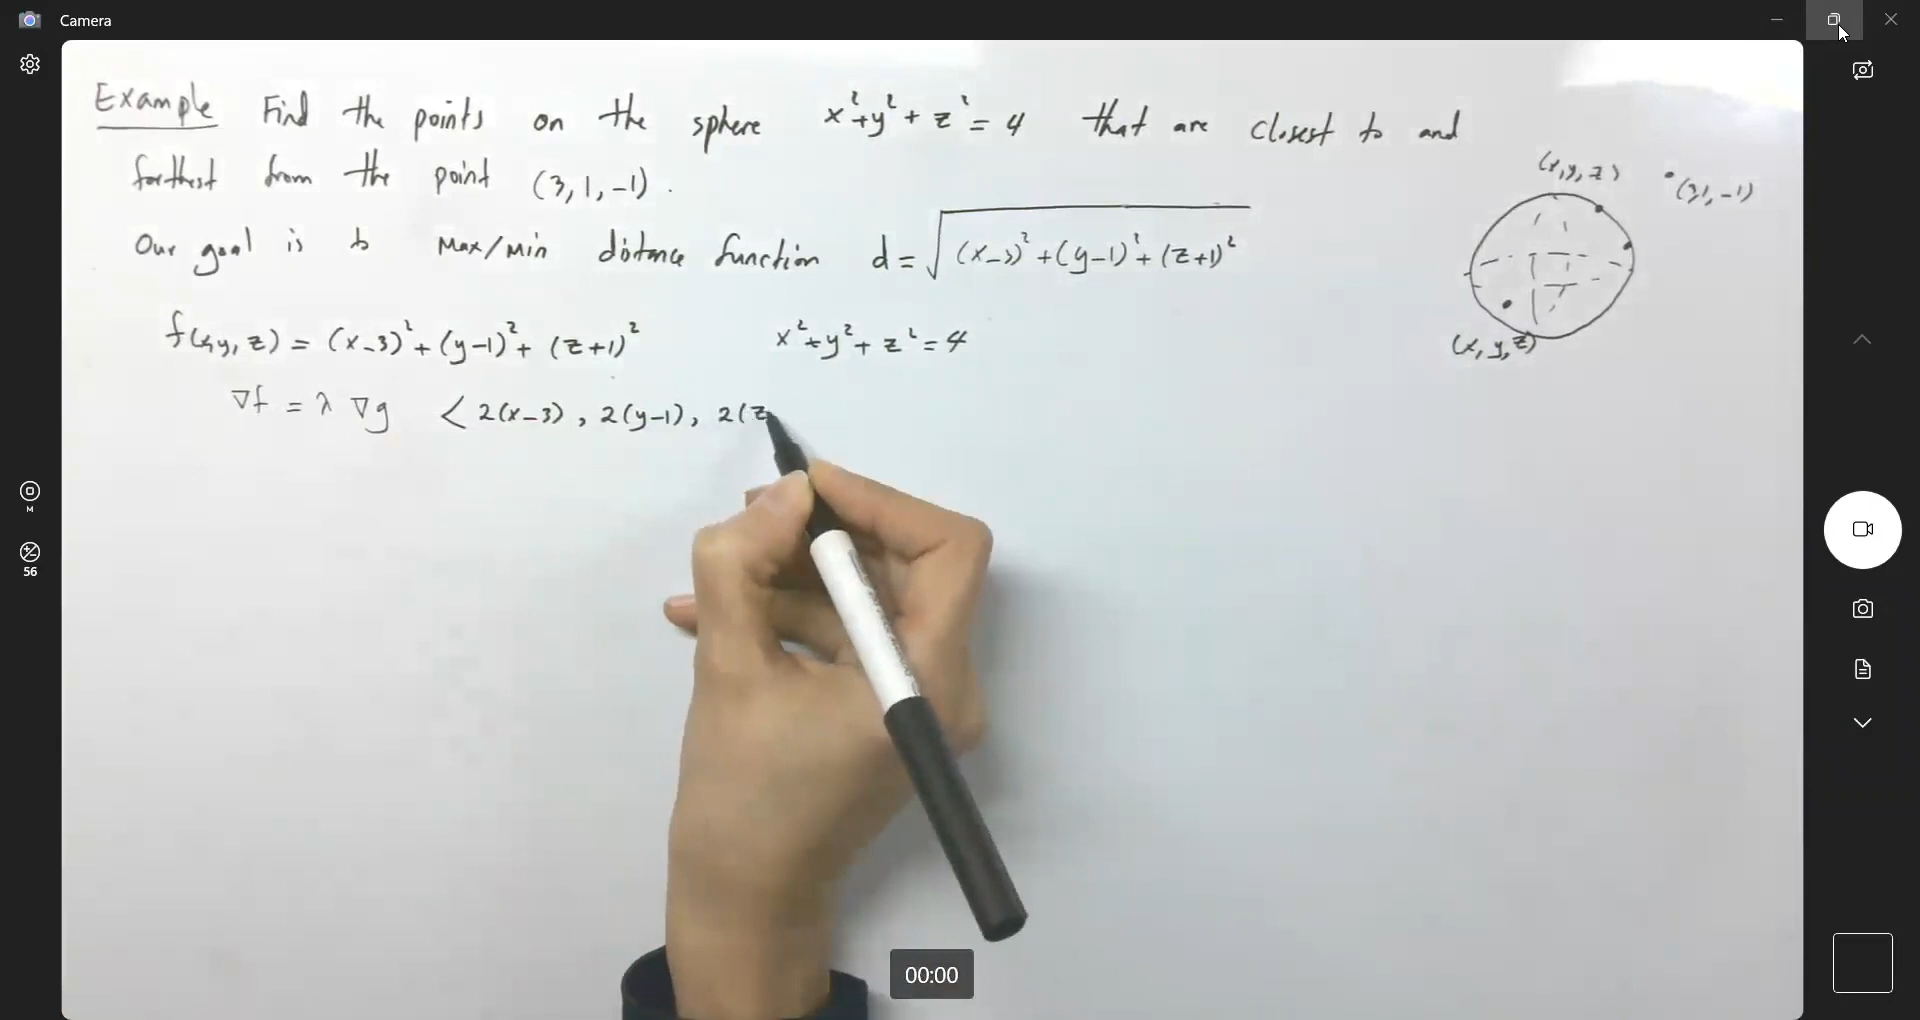 Camera
Example Find the points on the sphere x²+y²+z²=4 that are closest to and
farthest from the point (3,1,-1).
(x,y,z) (3,1,-1)
Our goal is to Max/Min distance function d=√(x-3)²+(y-1)²+(z+1)²
f(x,y,z) = (x-3)²+(y-1)²+(z+1)² x²+y²+z²=4
(x,y,z)
∇f = λ ∇g < 2(x-3), 2(y-1), 2(z
M
56
00:00